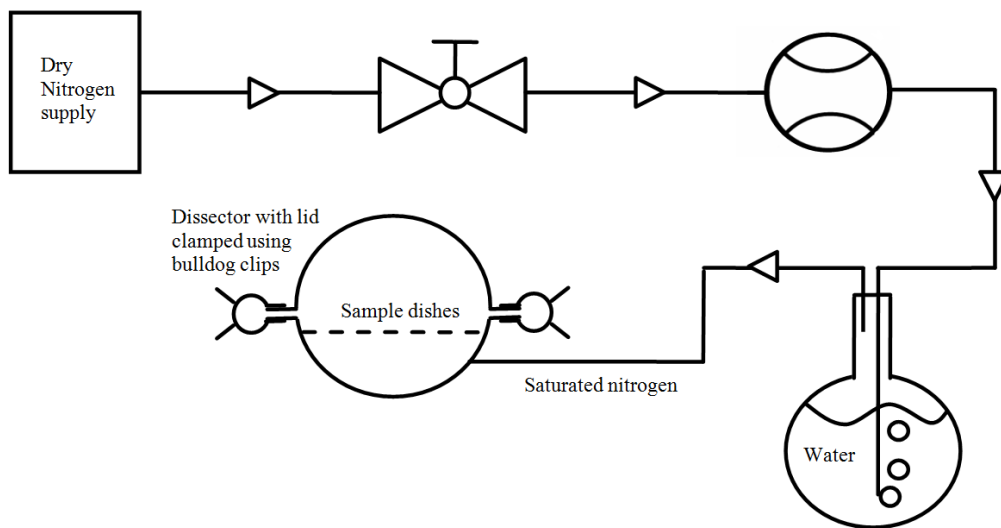 Dry
Nitrogen
supply
Dissector with lid
clamped using
bulldog clips
Sample dishes
Saturated nitrogen
Water